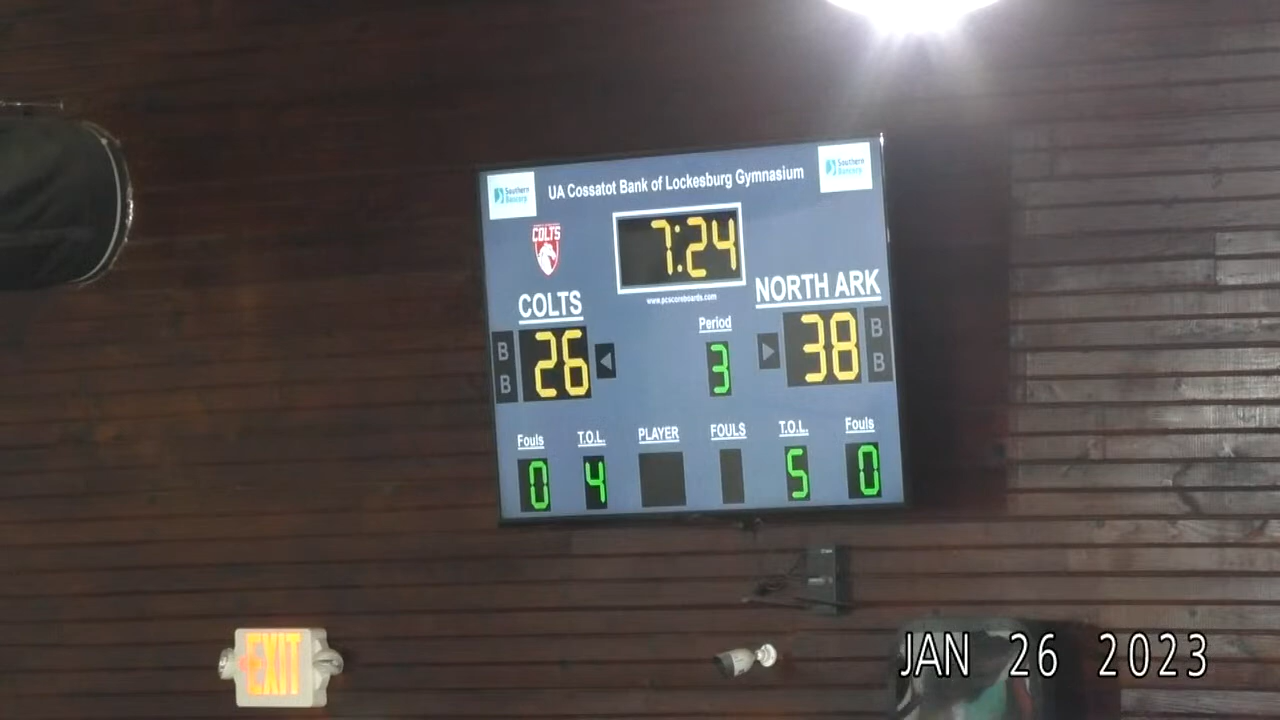 UA Cossatot Bank of Lockesburg Gymnasium
Southern
Bancorp
Southern
Bancorp
COLTS
7:24
www.pcscoreboards.com
COLTS
NORTH ARK
Period
B
B
26
3
38
B
B
Fouls
T.O.L.
PLAYER
FOULS
T.O.L.
Fouls
0
4
5
0
EXIT
JAN 26 2023